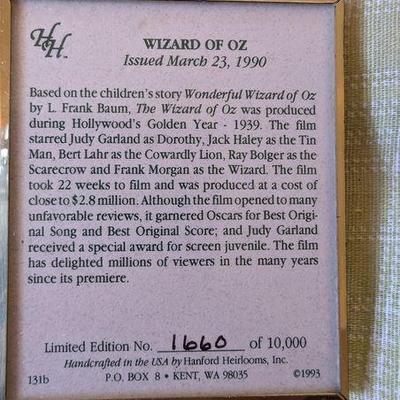 HH™
WIZARD OF OZ
Issued March 23, 1990
Based on the children's story Wonderful Wizard of Oz
by L. Frank Baum, The Wizard of Oz was produced
during Hollywood's Golden Year - 1939. The film
starred Judy Garland as Dorothy, Jack Haley as the Tin
Man, Bert Lahr as the Cowardly Lion, Ray Bolger as the
Scarecrow and Frank Morgan as the Wizard. The film
took 22 weeks to film and was produced at a cost of
close to $2.8 million. Although the film opened to many
unfavorable reviews, it garnered Oscars for Best Origi-
nal Song and Best Original Score; and Judy Garland
received a special award for screen juvenile. The film
has delighted millions of viewers in the many years
since its premiere.
Limited Edition No. 1660 of 10,000
Handcrafted in the USA by Hanford Heirlooms, Inc.
131b P.O. BOX 8 • KENT, WA 98035 ©1993